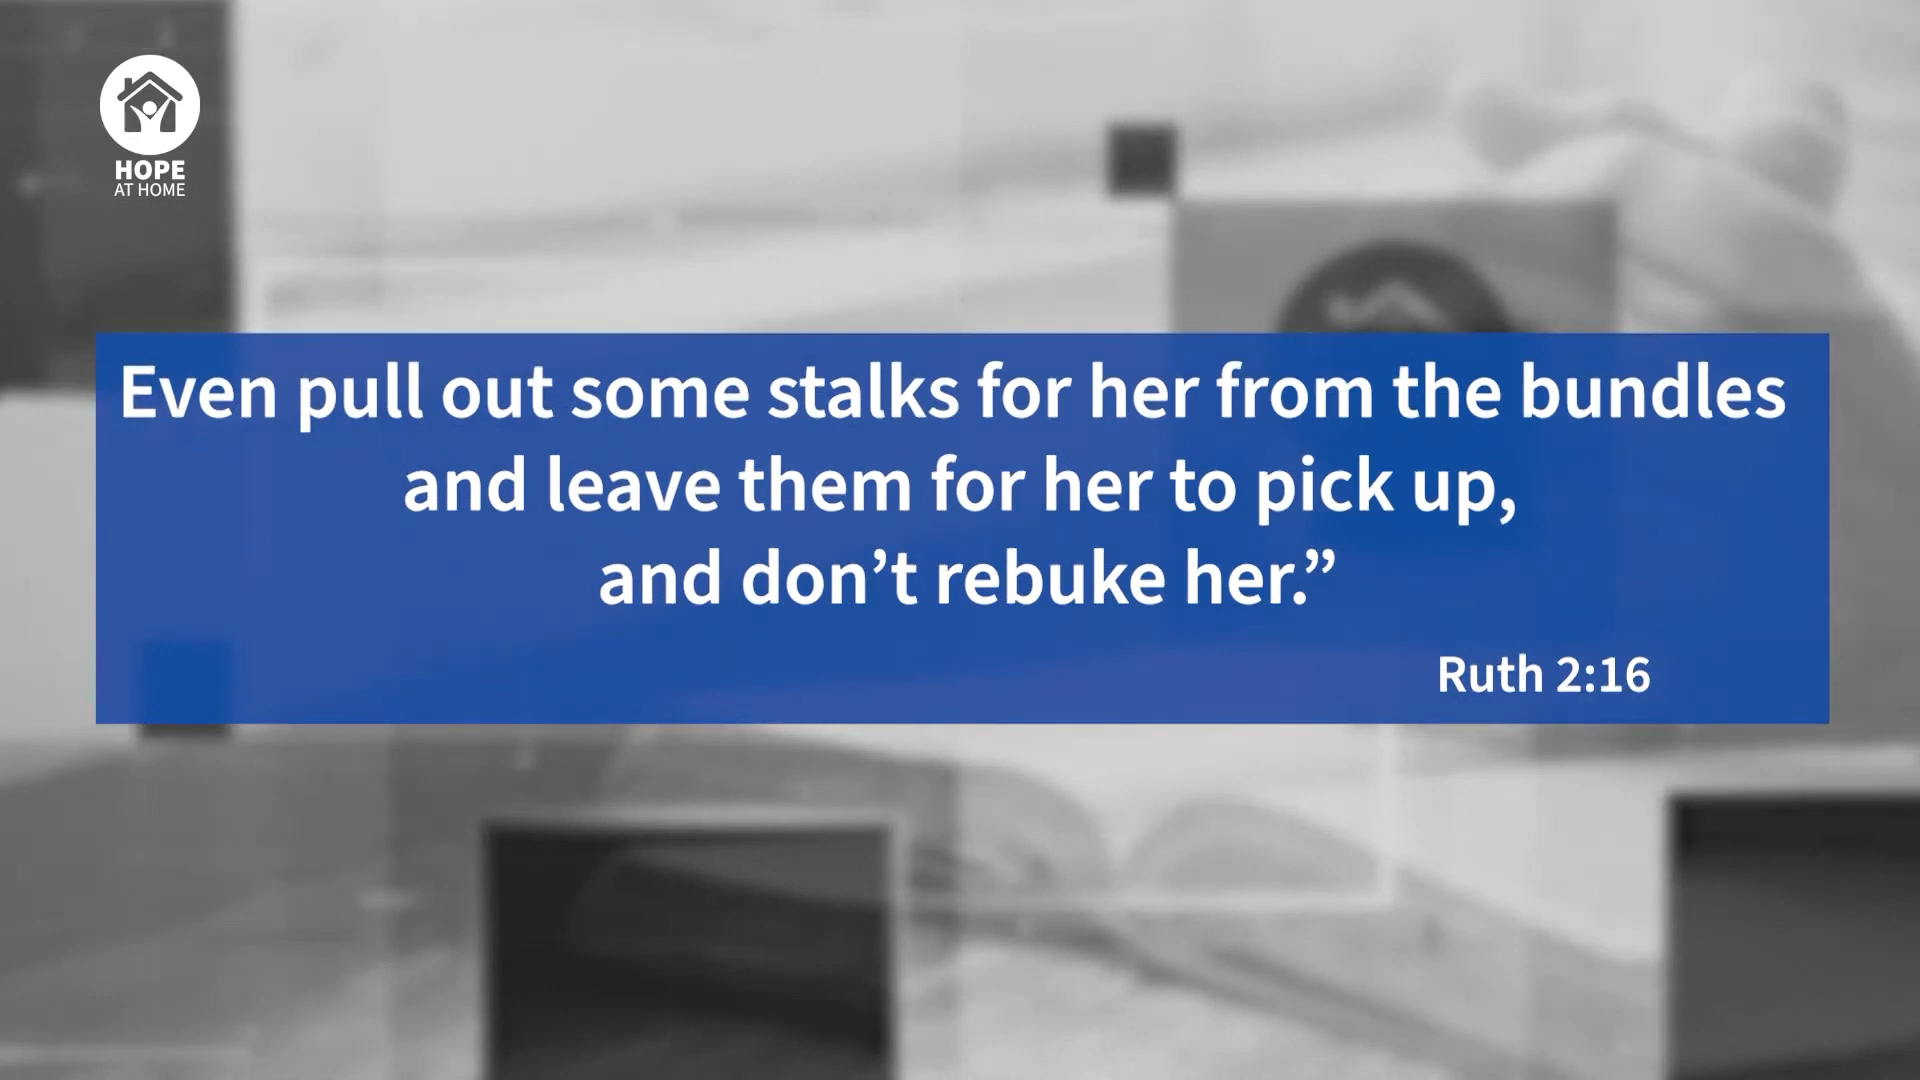 HOPE
AT HOME
Even pull out some stalks for her from the bundles
and leave them for her to pick up,
and don’t rebuke her.”
Ruth 2:16